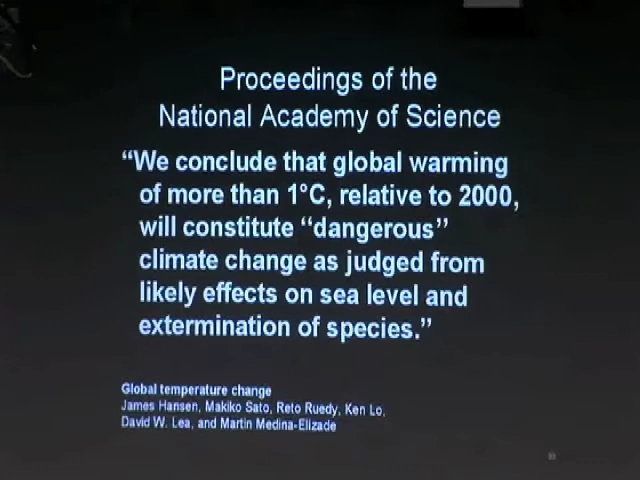 Proceedings of the
National Academy of Science
“We conclude that global warming
of more than 1°C, relative to 2000,
will constitute “dangerous”
climate change as judged from
likely effects on sea level and
extermination of species.”
Global temperature change
James Hansen, Makiko Sato, Reto Ruedy, Ken Lo,
David W. Lea, and Martin Medina-Elizade